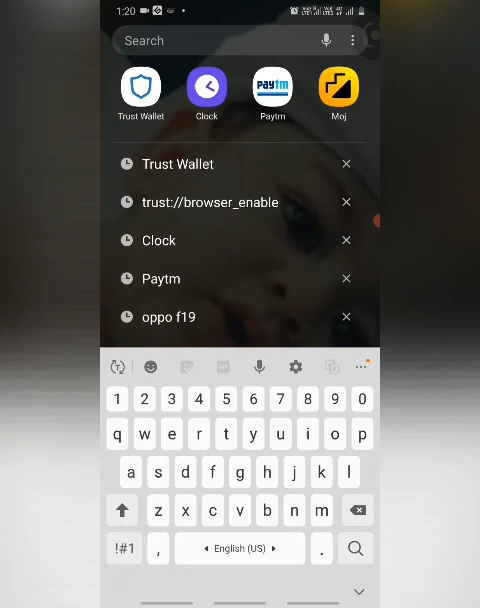 1:20
Search
Trust Wallet
Clock
Paytm
Moj
Trust Wallet
trust://browser_enable
Clock
Paytm
oppo f19
GIF
1 2 3 4 5 6 7 8 9 0
q w e r t y u i o p
a s d f g h j k l
z x c v b n m
!#1 , English (US) .